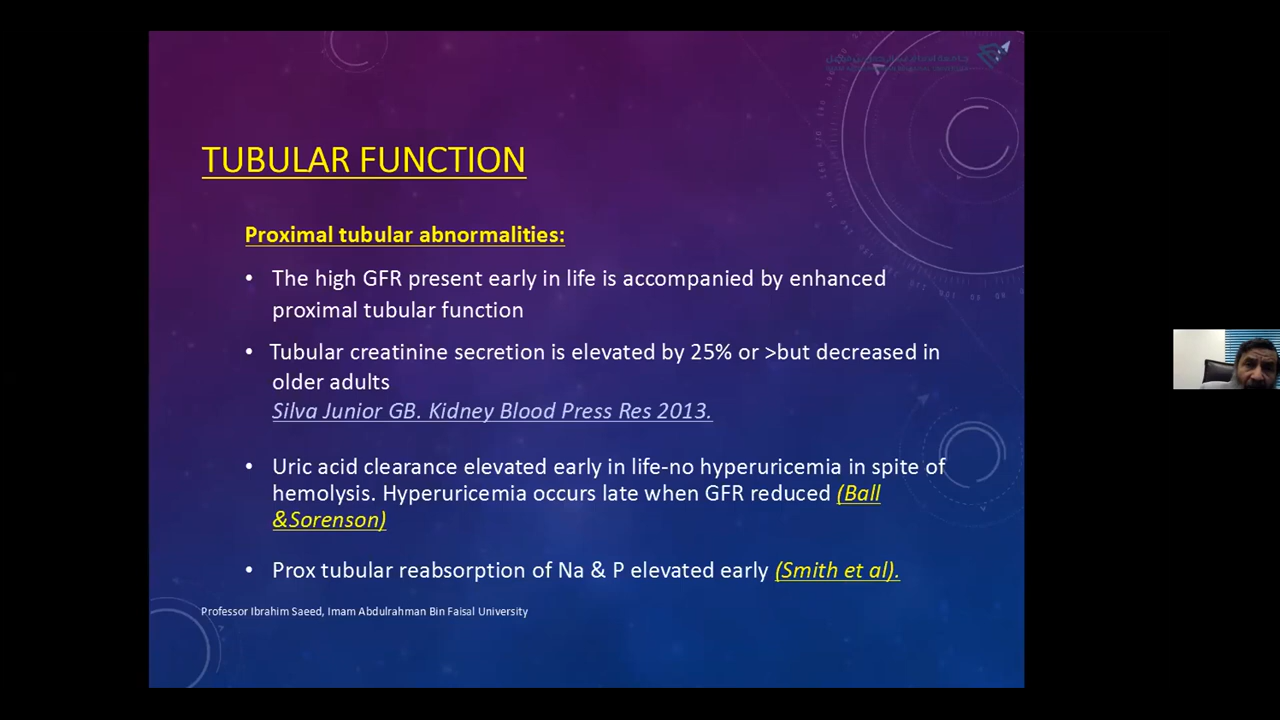 TUBULAR FUNCTION
Proximal tubular abnormalities:
• The high GFR present early in life is accompanied by enhanced
proximal tubular function
• Tubular creatinine secretion is elevated by 25% or >but decreased in
older adults
Silva Junior GB. Kidney Blood Press Res 2013.
• Uric acid clearance elevated early in life-no hyperuricemia in spite of
hemolysis. Hyperuricemia occurs late when GFR reduced (Ball
&Sorenson)
• Prox tubular reabsorption of Na & P elevated early (Smith et al).
Professor Ibrahim Saeed, Imam Abdulrahman Bin Faisal University